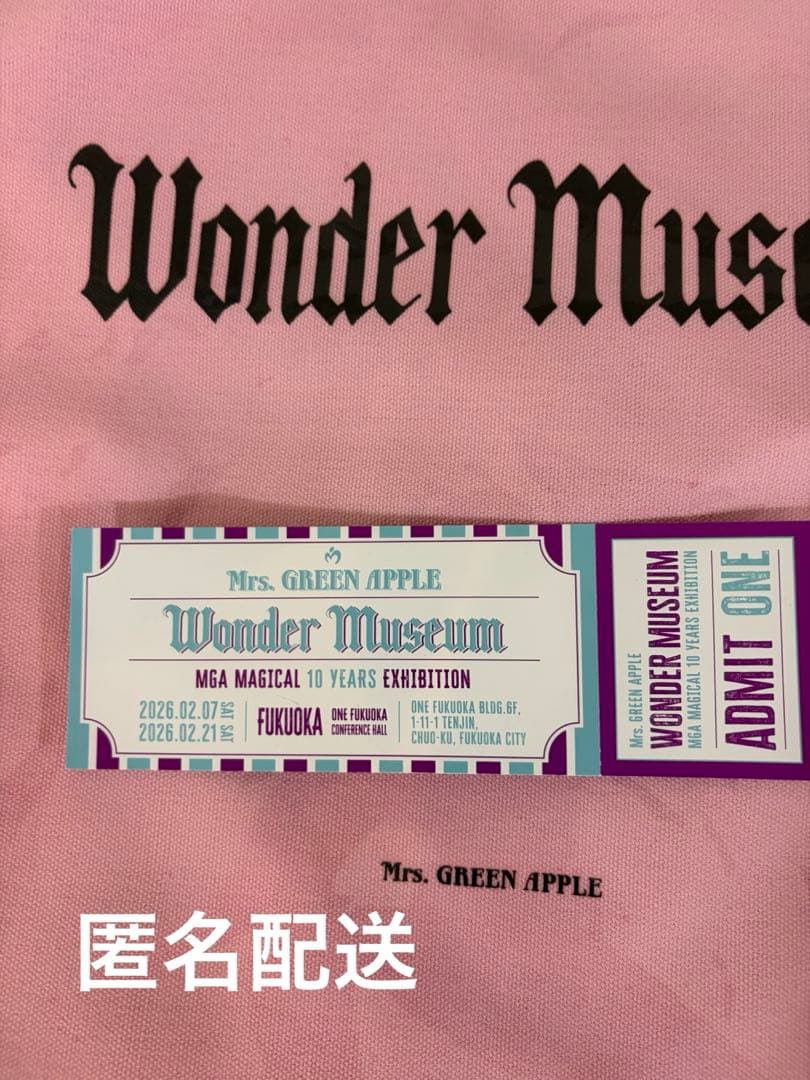 Wonder Muse
Mrs. GREEN APPLE
Wonder Museum
MGA MAGICAL 10 YEARS EXHIBITION
2026.02.07 SAT
2026.02.21 SAT
FUKUOKA
ONE FUKUOKA
CONFERENCE HALL
ONE FUKUOKA BLDG.6F,
1-11-1 TENJIN,
CHUO-KU, FUKUOKA CITY
Mrs. GREEN APPLE
WONDER MUSEUM
MGA MAGICAL 10 YEARS EXHIBITION
ADMIT ONE
Mrs. GREEN APPLE
匿名配送